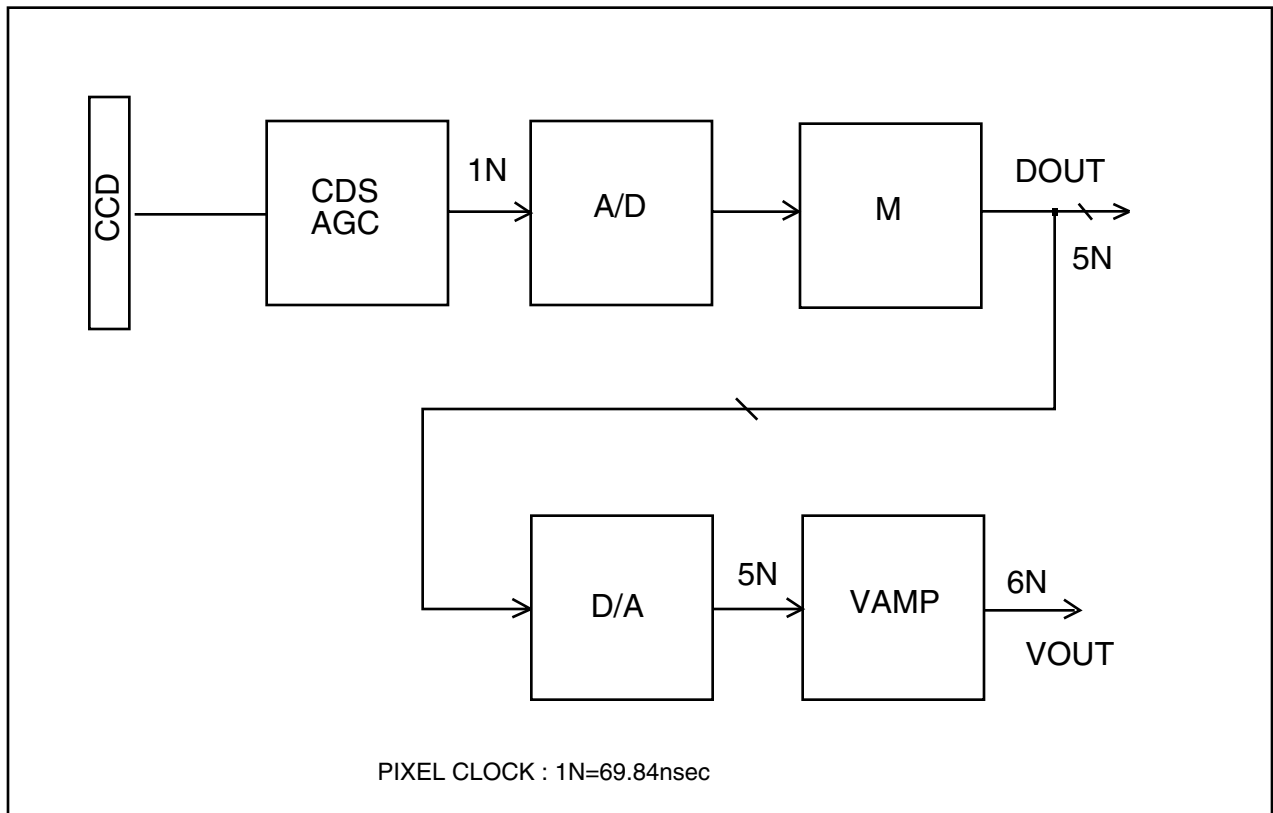 CCD
CDS
AGC
1N
A/D
M
DOUT
5N
D/A
5N
VAMP
6N
VOUT
PIXEL CLOCK : 1N=69.84nsec